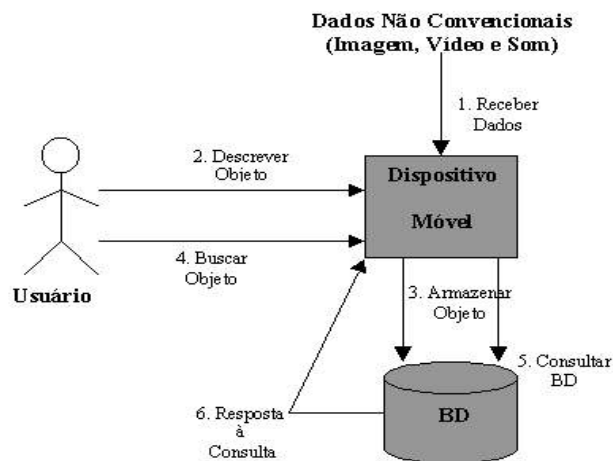 Dados Não Convencionais
(Imagem, Vídeo e Som)
1. Receber
Dados
2. Descrever
Objeto
Dispositivo
Móvel
4. Buscar
Objeto
Usuário
3. Armazenar
Objeto
5. Consultar
BD
BD
6. Resposta
à
Consulta